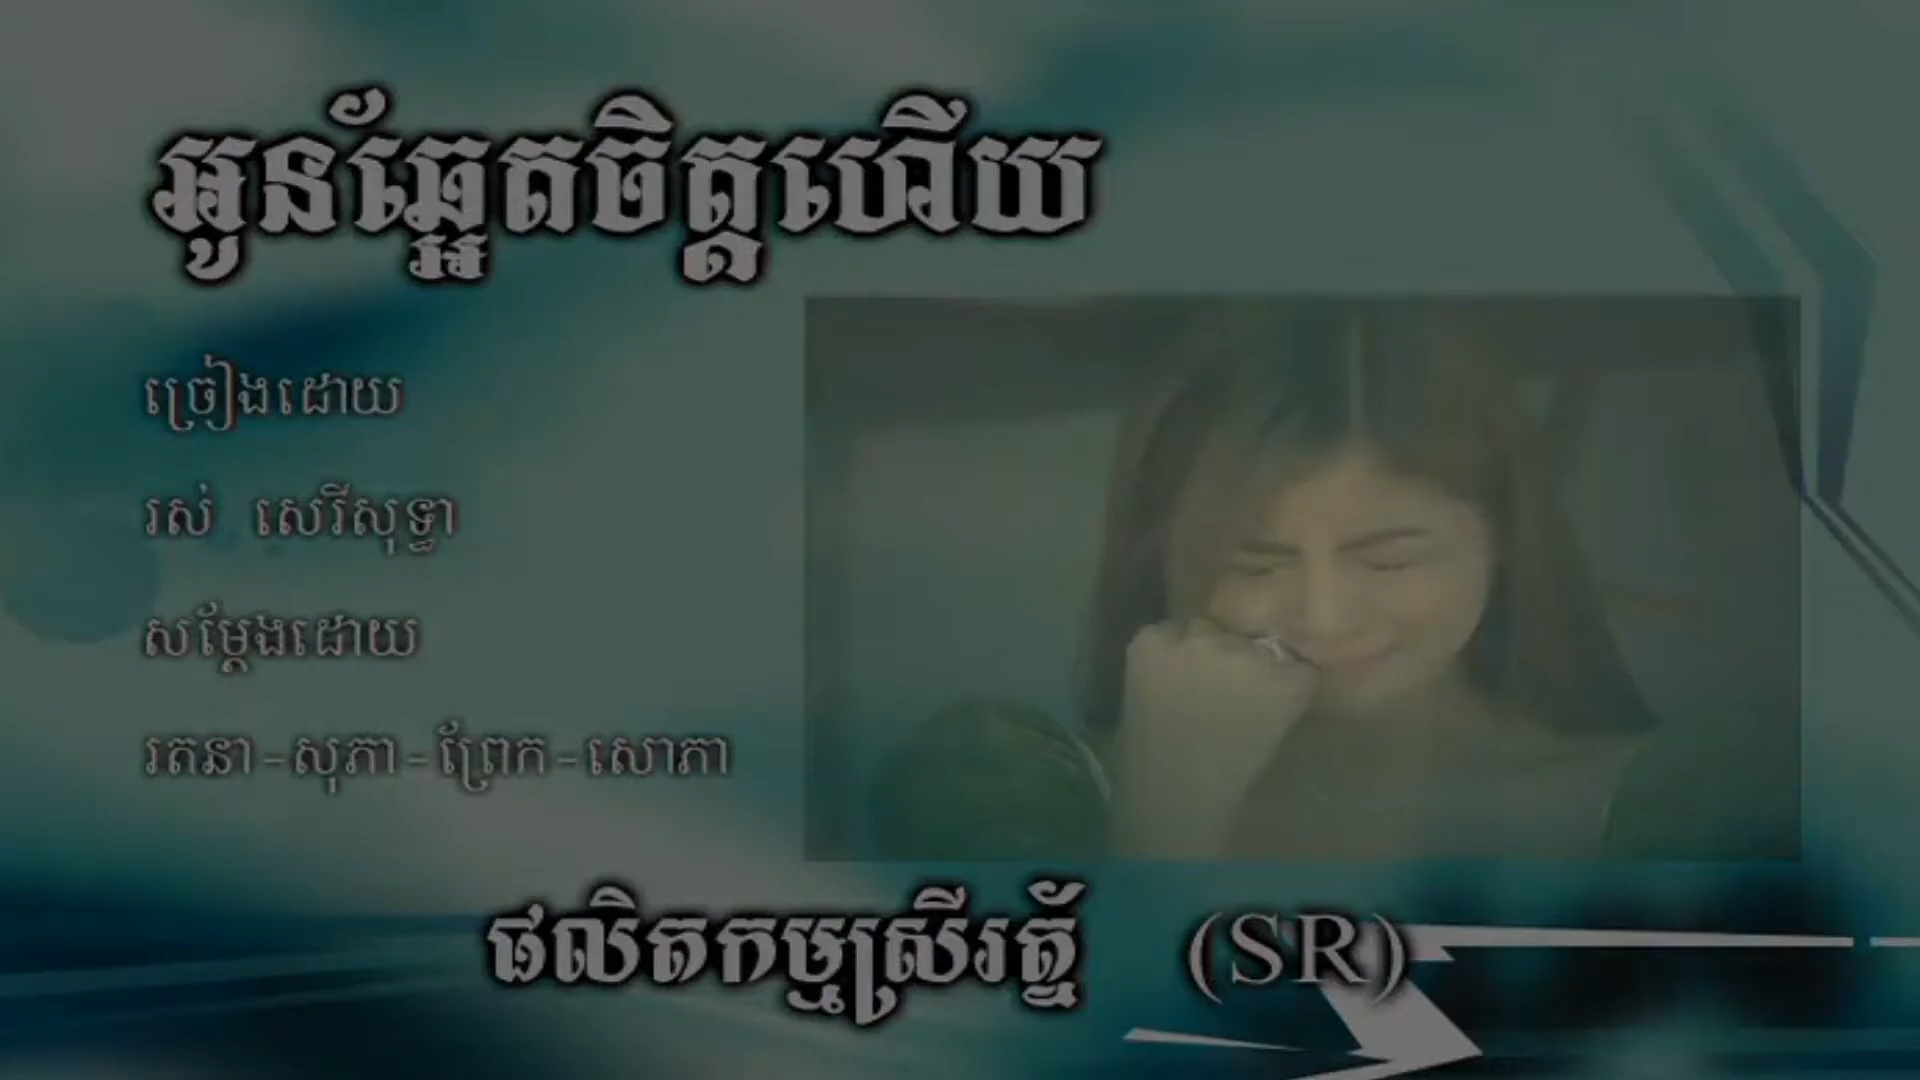 អូនឆ្អែតចិត្តហើយ
ច្រៀងដោយ
រស់ សេរីសុទ្ធា
សម្ដែងដោយ
រតនា-សុភា-ព្រែក-សោភា
ផលិតកម្មស្រីរត្ន័ (SR)